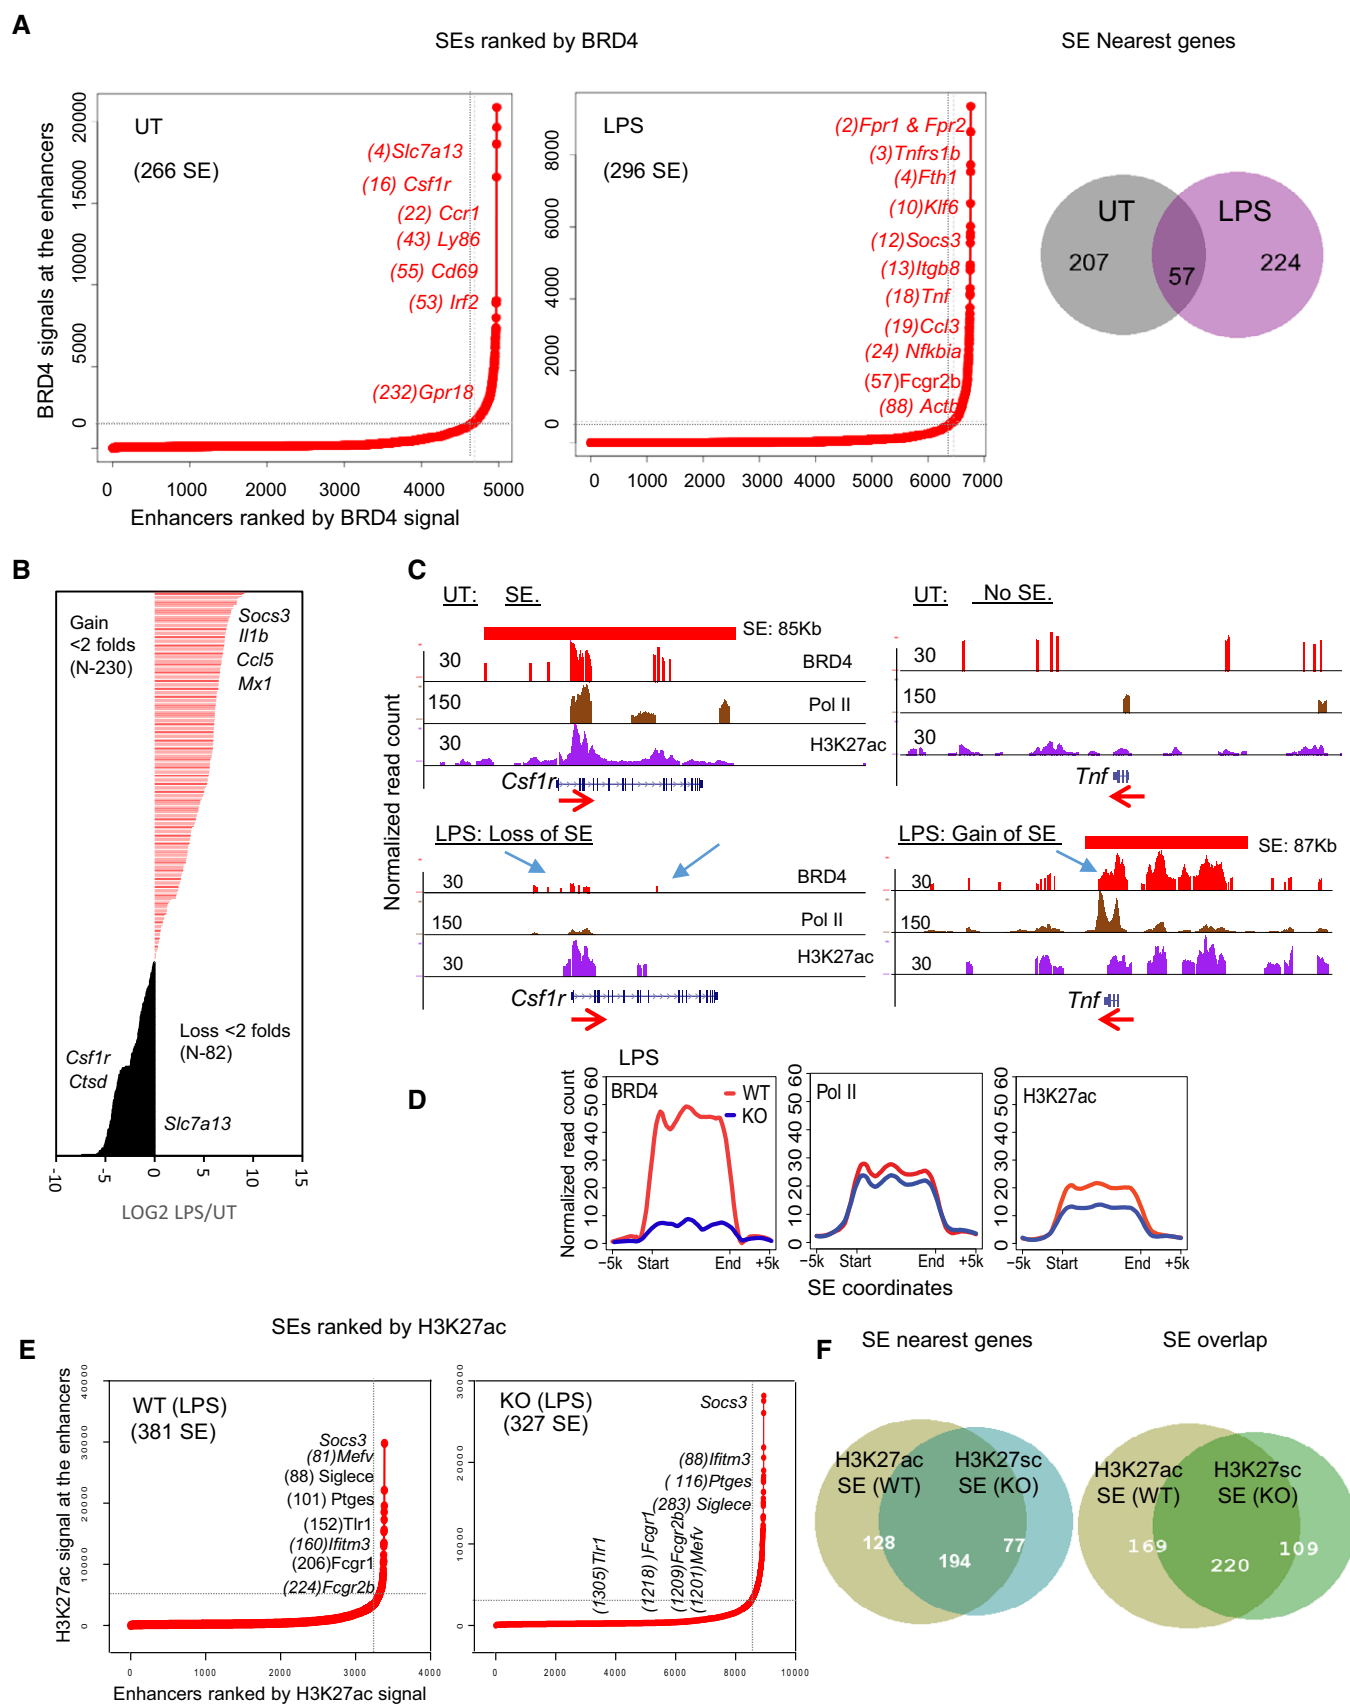 A
SEs ranked by BRD4
SE Nearest genes
BRD4 signals at the enhancers
20000
15000
10000
5000
0
UT
(266 SE)
(4)Slc7a13
(16) Csf1r
(22) Ccr1
(43) Ly86
(55) Cd69
(53) Irf2
(232)Gpr18
0 1000 2000 3000 4000 5000
Enhancers ranked by BRD4 signal
8000
6000
4000
2000
0
LPS
(296 SE)
(2)Fpr1 & Fpr2
(3)Tnfrs1b
(4)Fth1
(10)Klf6
(12)Socs3
(13)Itgb8
(18)Tnf
(19)Ccl3
(24) Nfkbia
(57)Fcgr2b
(88) Actb
0 1000 2000 3000 4000 5000 6000 7000
UT LPS
207 57 224
B
Gain
<2 folds
(N-230)
Socs3
Il1b
Ccl5
Mx1
Loss <2 folds
(N-82)
Csf1r
Ctsd
Slc7a13
-10 -5 0 5 10 15
LOG2 LPS/UT
C
Normalized read count
UT: SE.
SE: 85Kb
30 BRD4
150 Pol II
30 H3K27ac
Csf1r
UT: No SE.
30
150
30
Tnf
LPS: Loss of SE
30 BRD4
150 Pol II
30 H3K27ac
Csf1r
LPS: Gain of SE
SE: 87Kb
30
150
30
Tnf
D
LPS
Normalized read count
0 10 20 30 40 50 60
BRD4
WT
KO
−5k Start End +5k
0 10 20 30 40 50 60
Pol II
−5k Start End +5k
0 10 20 30 40 50 60
H3K27ac
−5k Start End +5k
SE coordinates
E
SEs ranked by H3K27ac
H3K27ac signal at the enhancers
40000
30000
20000
10000
0
WT (LPS)
(381 SE)
Socs3
(81)Mefv
(88) Siglece
(101) Ptges
(152)Tlr1
(160)Ifitm3
(206)Fcgr1
(224)Fcgr2b
0 1000 2000 3000 4000
Enhancers ranked by H3K27ac signal
30000
20000
10000
0
KO (LPS)
(327 SE)
Socs3
(88)Ifitm3
( 116)Ptges
(283) Siglece
(1305)Tlr1
(1218) )Fcgr1
(1209)Fcgr2b
(1201)Mefv
0 2000 4000 6000 8000 10000
F
SE nearest genes
SE overlap
H3K27ac
SE (WT)
H3K27sc
SE (KO)
128 194 77
H3K27ac
SE (WT)
H3K27sc
SE (KO)
169 220 109